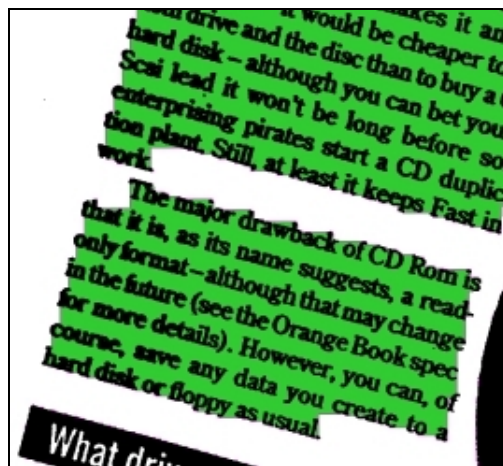 makes it an
it would be cheaper to
drive and the disc than to buy a
hard disk – although you can bet you
Scai lead it won't be long before so
enterprising pirates start a CD duplic
tion plant. Still, at least it keeps Fast in
work.
The major drawback of CD Rom is
that it is, as its name suggests, a read-
only format – although that may change
in the future (see the Orange Book spec
for more details). However, you can, of
course, save any data you create to a
hard disk or floppy as usual.
What driv